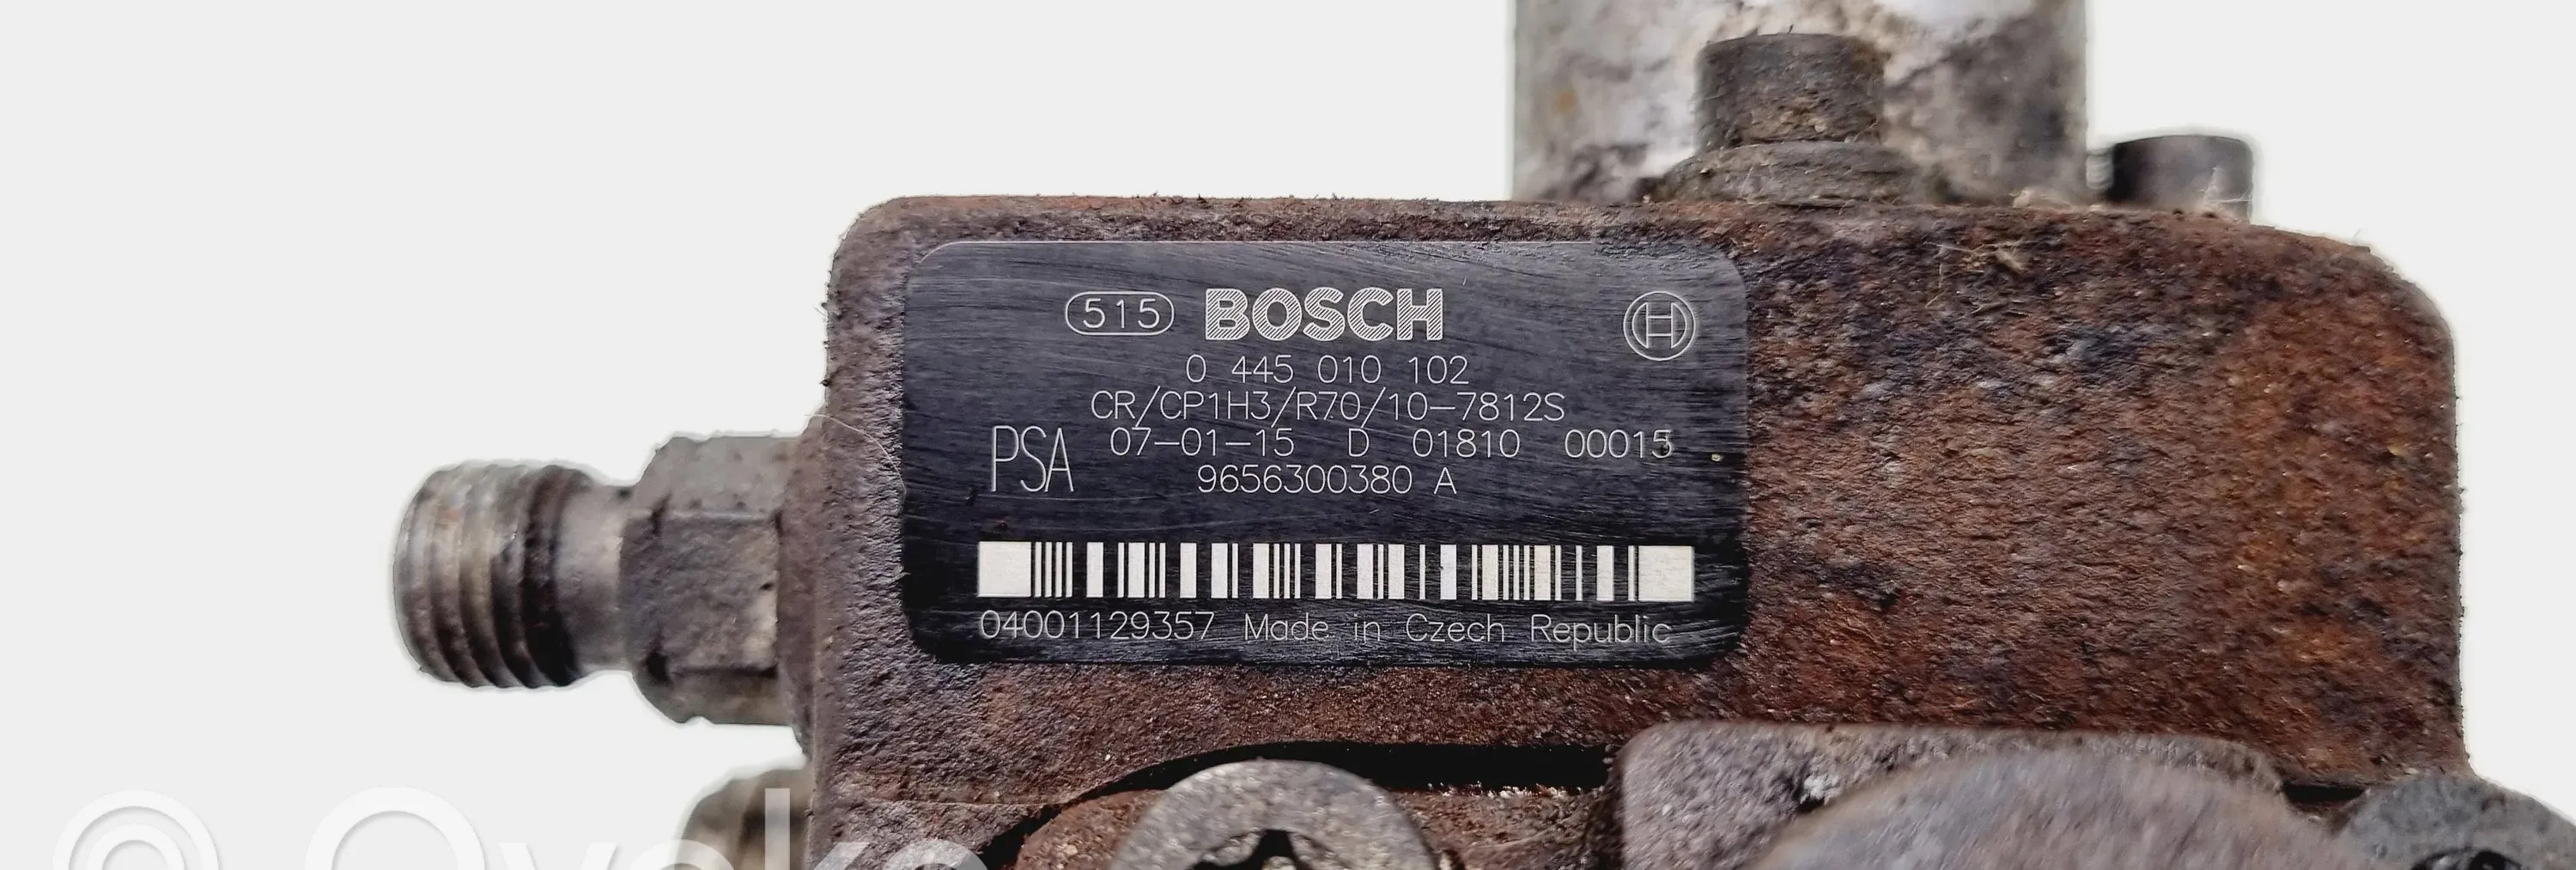 515 BOSCH
0 445 010 102
CR/CP1H3/R70/10-7812S
PSA 07-01-15 D 01810 00015
9656300380 A
04001129357 Made in Czech Republic
Ovoko